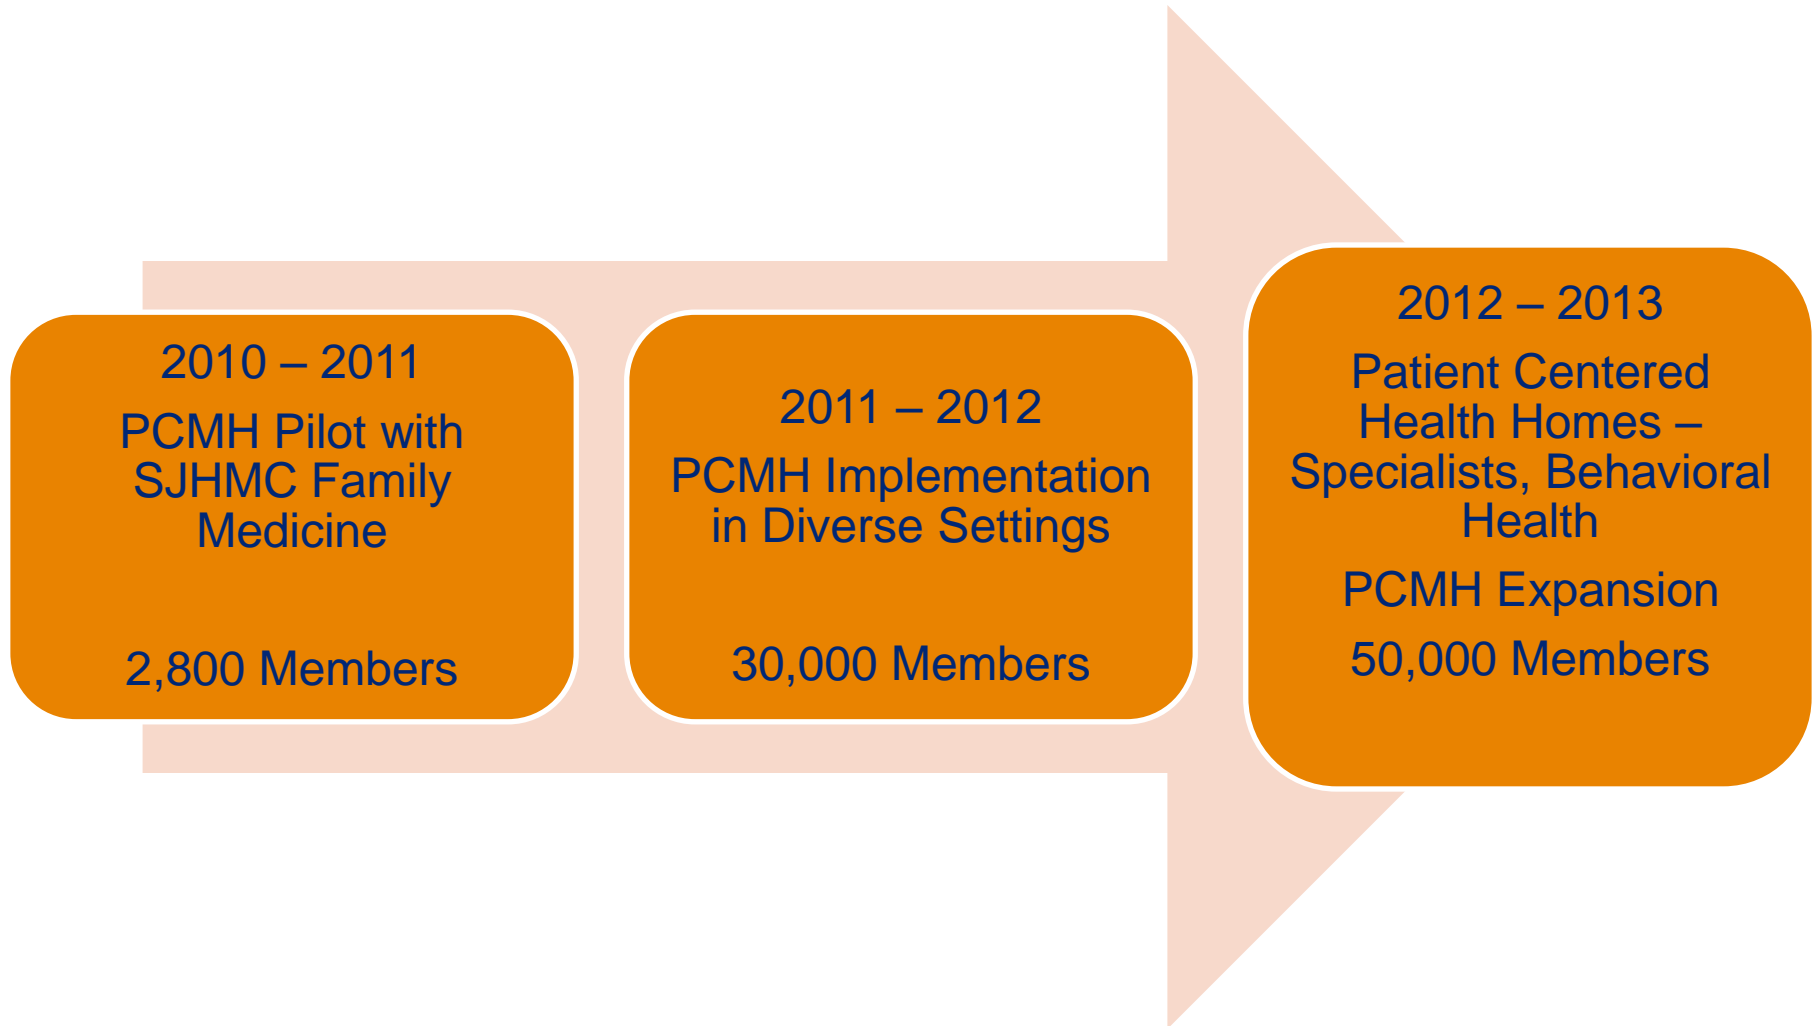 2010 – 2011
PCMH Pilot with
SJHMC Family
Medicine
2,800 Members
2011 – 2012
PCMH Implementation
in Diverse Settings
30,000 Members
2012 – 2013
Patient Centered
Health Homes –
Specialists, Behavioral
Health
PCMH Expansion
50,000 Members